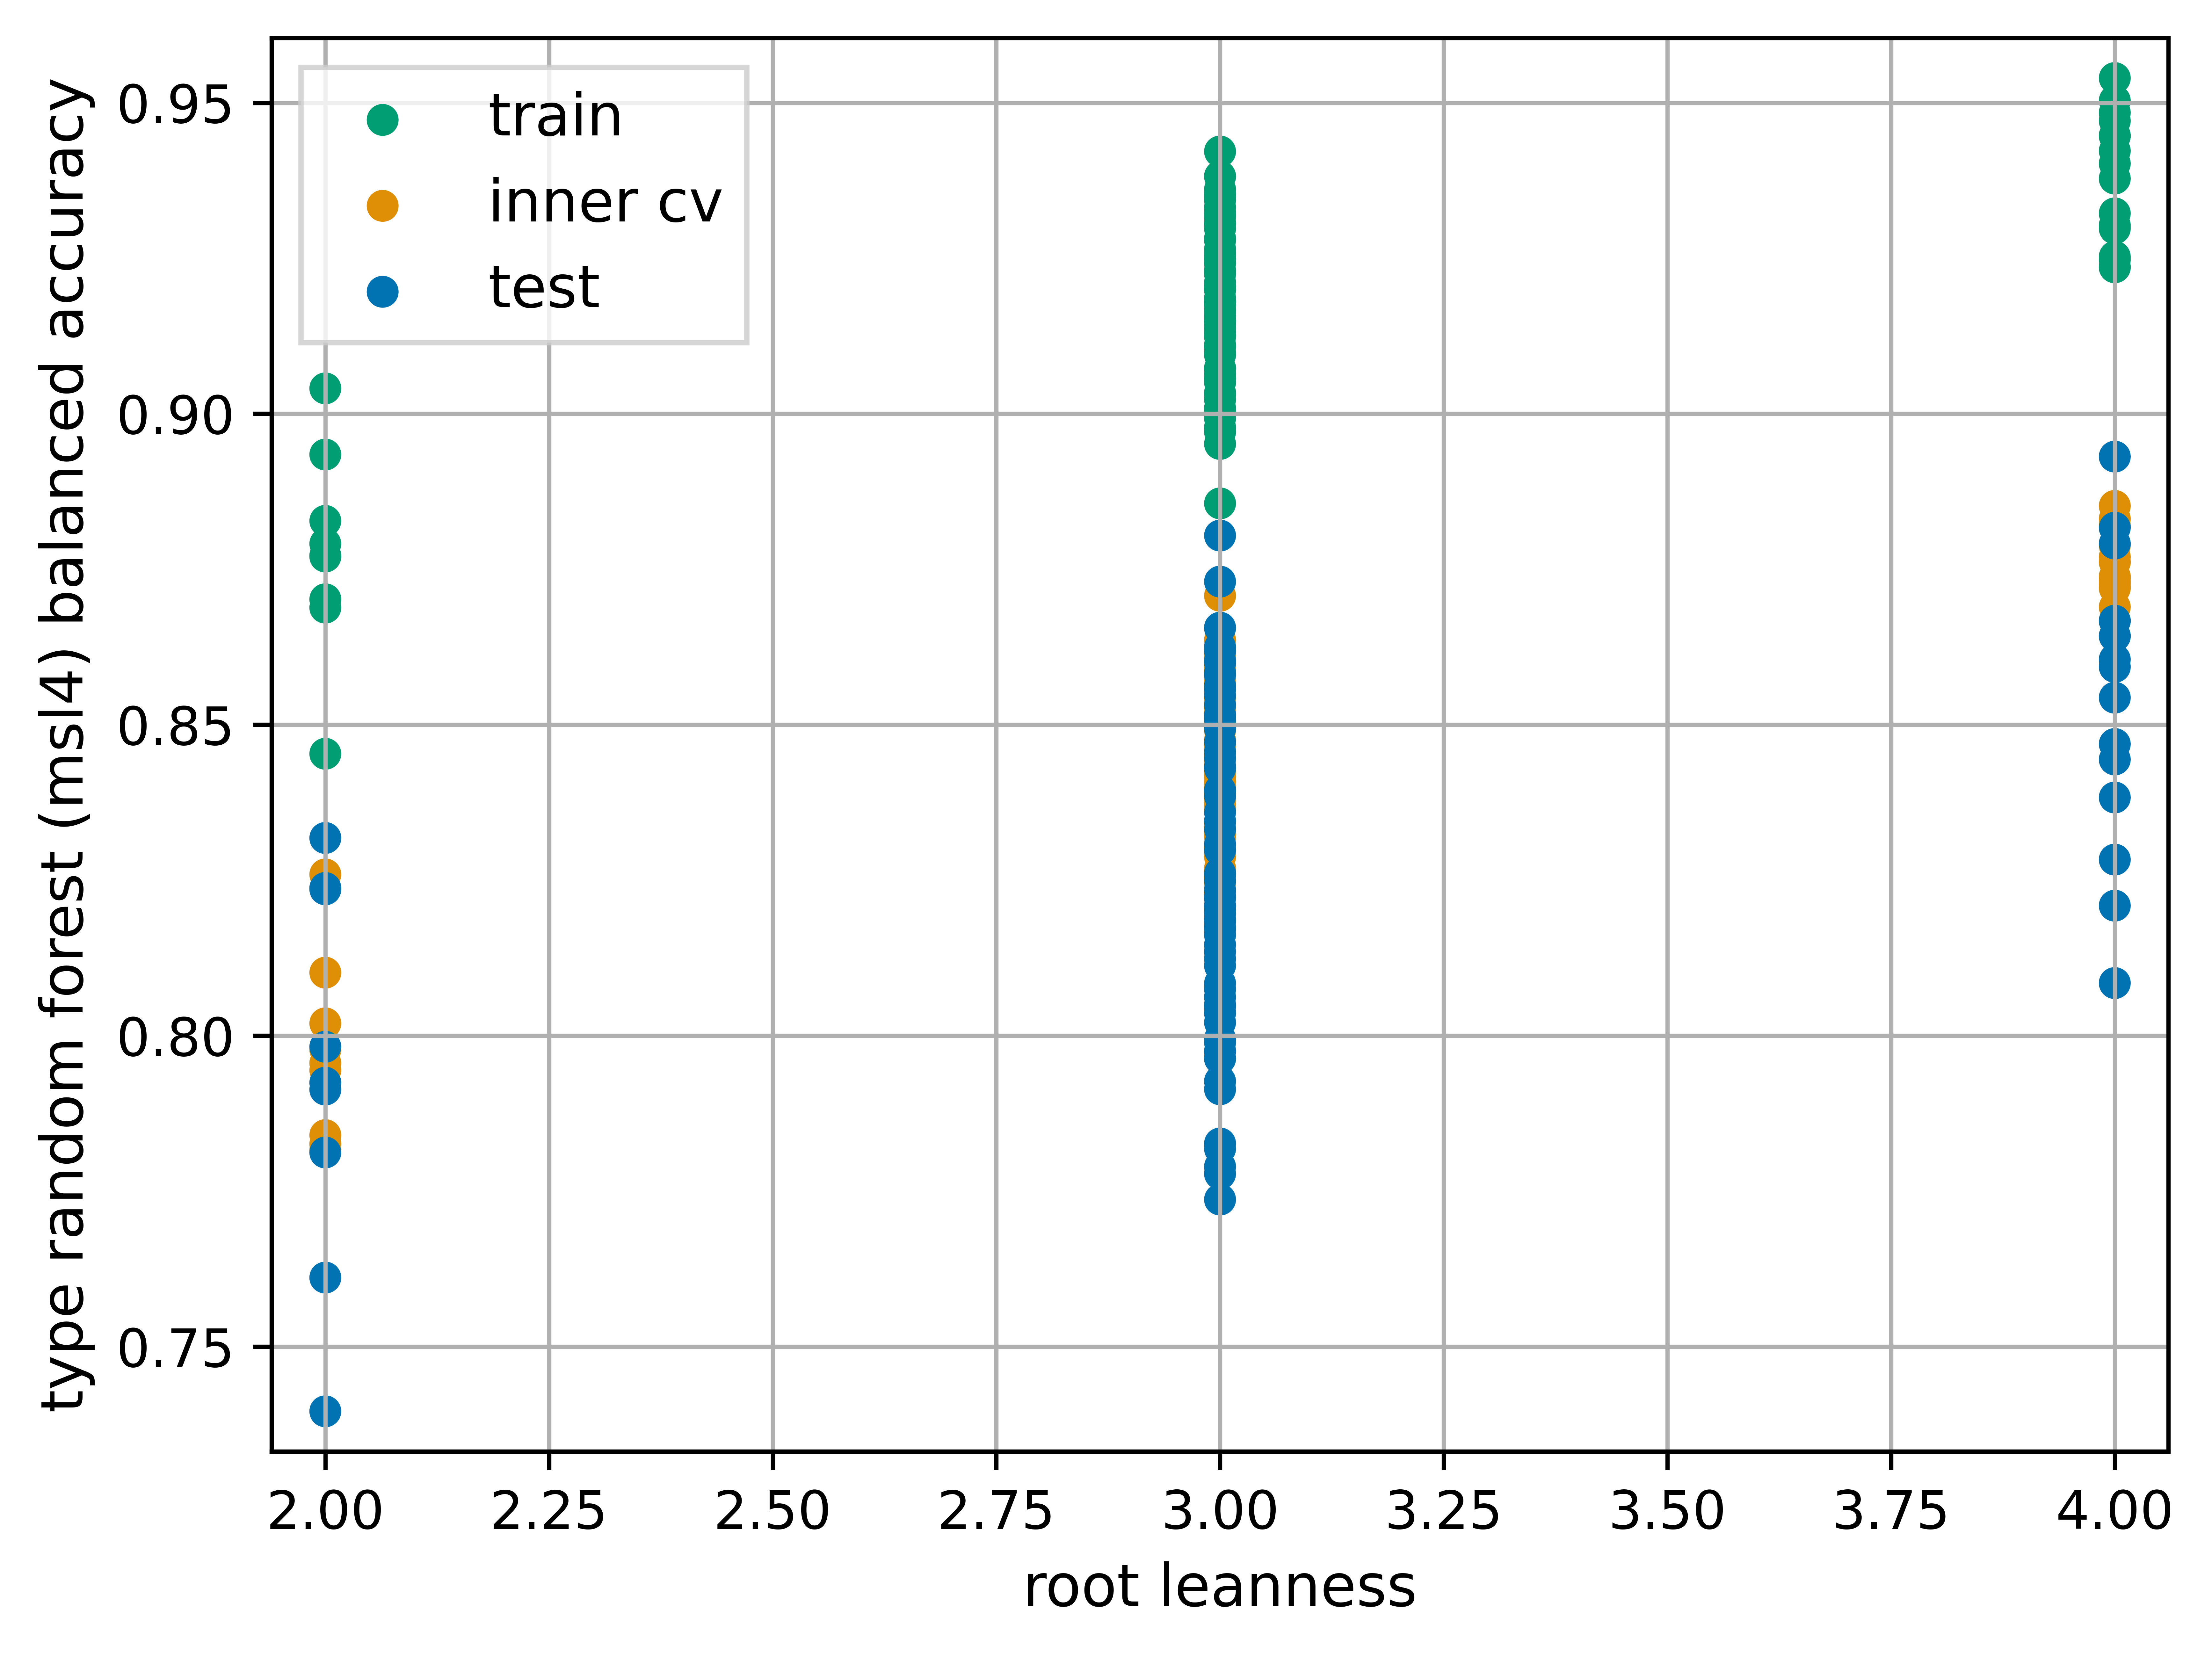 type random forest (msl4) balanced accuracy
0.95
0.90
0.85
0.80
0.75
train
inner cv
test
2.00 2.25 2.50 2.75 3.00 3.25 3.50 3.75 4.00
root leanness